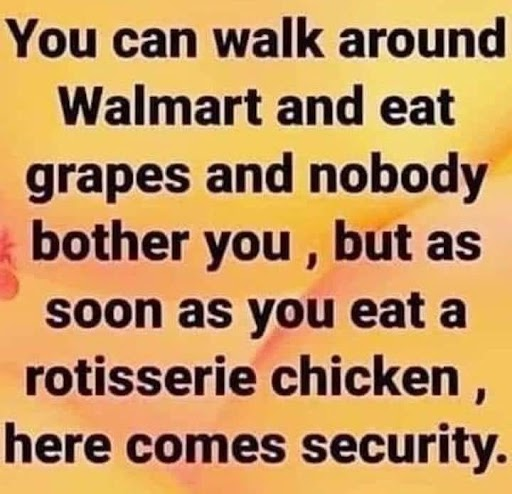 You can walk around
Walmart and eat
grapes and nobody
bother you , but as
soon as you eat a
rotisserie chicken ,
here comes security.